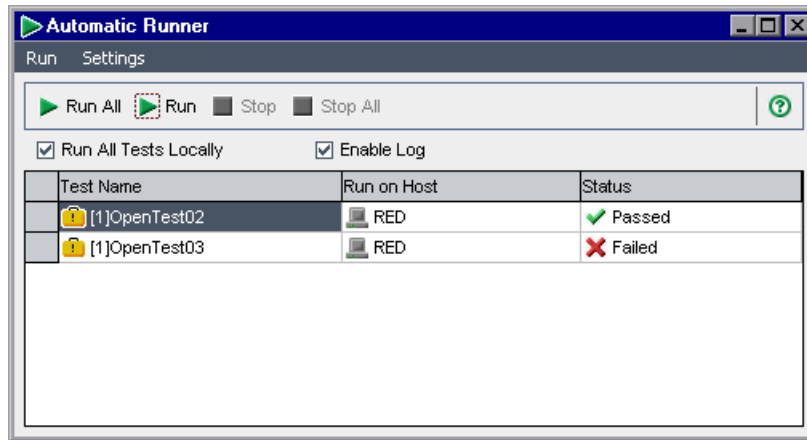 Automatic Runner
Run Settings
Run All Run Stop Stop All ?
Run All Tests Locally Enable Log
Test Name Run on Host Status
[1]OpenTest02 RED Passed
[1]OpenTest03 RED Failed